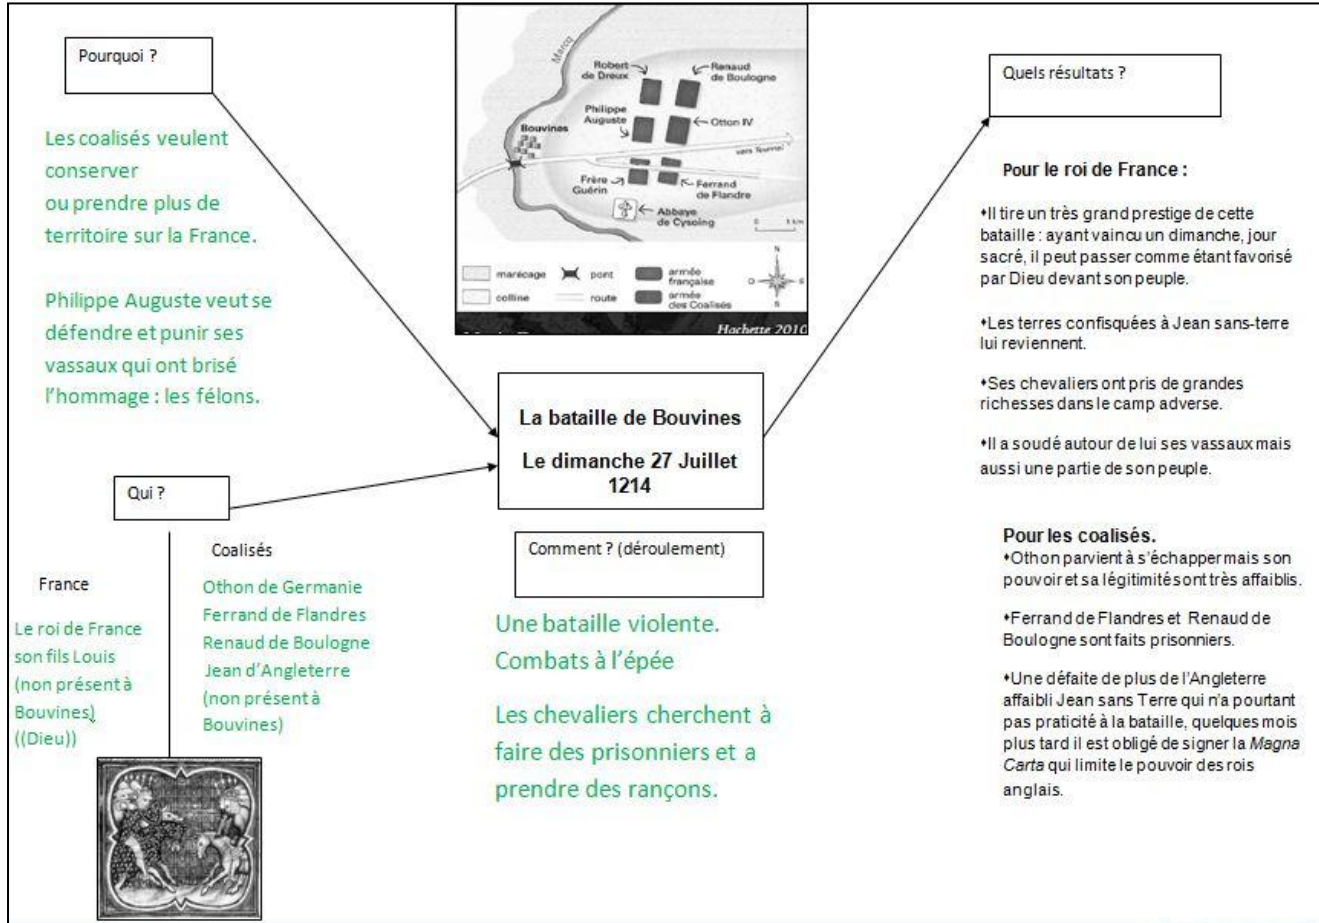 Pourquoi ?
Les coalisés veulent
conserver
ou prendre plus de
territoire sur la France.
Philippe Auguste veut se
défendre et punir ses
vassaux qui ont brisé
l'hommage : les félons.
Qui ?
France
Le roi de France
son fils Louis
(non présent à
Bouvines)
((Dieu))
Coalisés
Othon de Germanie
Ferrand de Flandres
Renaud de Boulogne
Jean d'Angleterre
(non présent à
Bouvines)
Marcq
Robert
de Dreux
Renaud
de Boulogne
Philippe
Auguste
Otton IV
Bouvines
vers Tournai
Frère
Guérin
Ferrand
de Flandre
Abbaye
de Cysoing
0 1 km
marécage
pont
armée
française
colline
route
armée
des Coalisés
N
O
S
Hachette 2010
La bataille de Bouvines
Le dimanche 27 Juillet
1214
Comment ? (déroulement)
Une bataille violente.
Combats à l'épée
Les chevaliers cherchent à
faire des prisonniers et a
prendre des rançons.
Quels résultats ?
Pour le roi de France :
♦Il tire un très grand prestige de cette
bataille : ayant vaincu un dimanche, jour
sacré, il peut passer comme étant favorisé
par Dieu devant son peuple.
♦Les terres confisquées à Jean sans-terre
lui reviennent.
♦Ses chevaliers ont pris de grandes
richesses dans le camp adverse.
♦Il a soudé autour de lui ses vassaux mais
aussi une partie de son peuple.
Pour les coalisés.
♦Othon parvient à s'échapper mais son
pouvoir et sa légitimité sont très affaiblis.
♦Ferrand de Flandres et Renaud de
Boulogne sont faits prisonniers.
♦Une défaite de plus de l'Angleterre
affaibli Jean sans Terre qui n'a pourtant
pas praticité à la bataille, quelques mois
plus tard il est obligé de signer la Magna
Carta qui limite le pouvoir des rois
anglais.